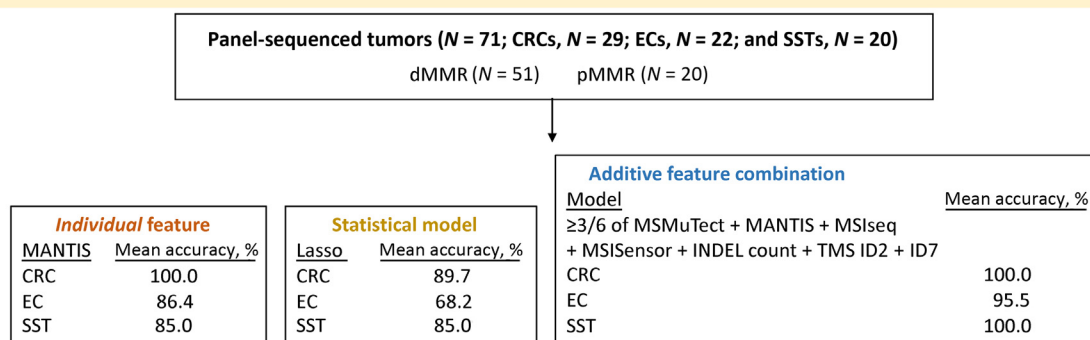 Panel-sequenced tumors (N = 71; CRCs, N = 29; ECs, N = 22; and SSTs, N = 20)
dMMR (N = 51) pMMR (N = 20)
Individual feature
MANTIS Mean accuracy, %
CRC 100.0
EC 86.4
SST 85.0
Statistical model
Lasso Mean accuracy, %
CRC 89.7
EC 68.2
SST 85.0
Additive feature combination
Model Mean accuracy, %
≥3/6 of MSMuTect + MANTIS + MSIseq
+ MSISensor + INDEL count + TMS ID2 + ID7
CRC 100.0
EC 95.5
SST 100.0